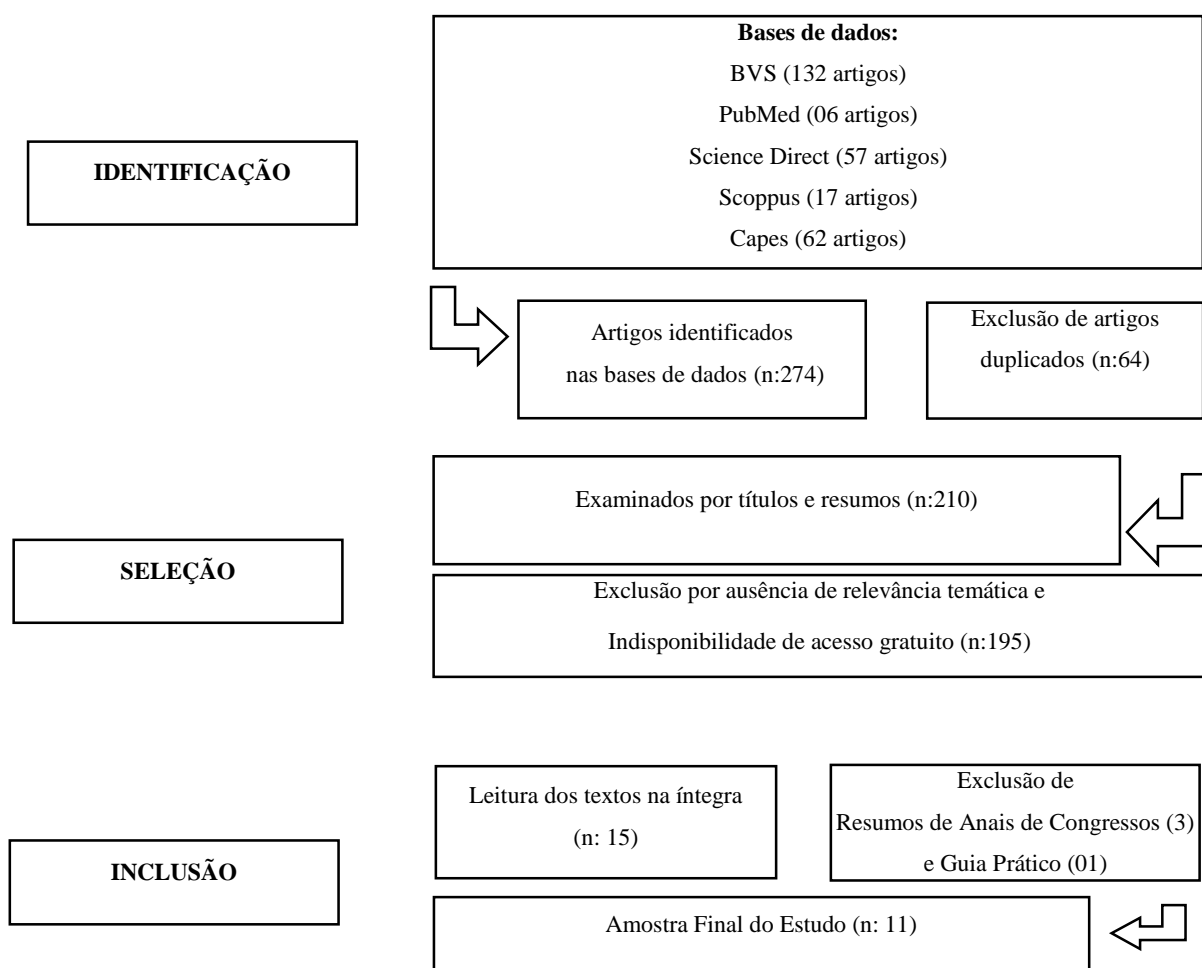 Bases de dados:
BVS (132 artigos)
PubMed (06 artigos)
Science Direct (57 artigos)
Scoppus (17 artigos)
Capes (62 artigos)
IDENTIFICAÇÃO
Artigos identificados
nas bases de dados (n:274)
Exclusão de artigos
duplicados (n:64)
Examinados por títulos e resumos (n:210)
SELEÇÃO
Exclusão por ausência de relevância temática e
Indisponibilidade de acesso gratuito (n:195)
Leitura dos textos na íntegra
(n: 15)
Exclusão de
Resumos de Anais de Congressos (3)
e Guia Prático (01)
INCLUSÃO
Amostra Final do Estudo (n: 11)